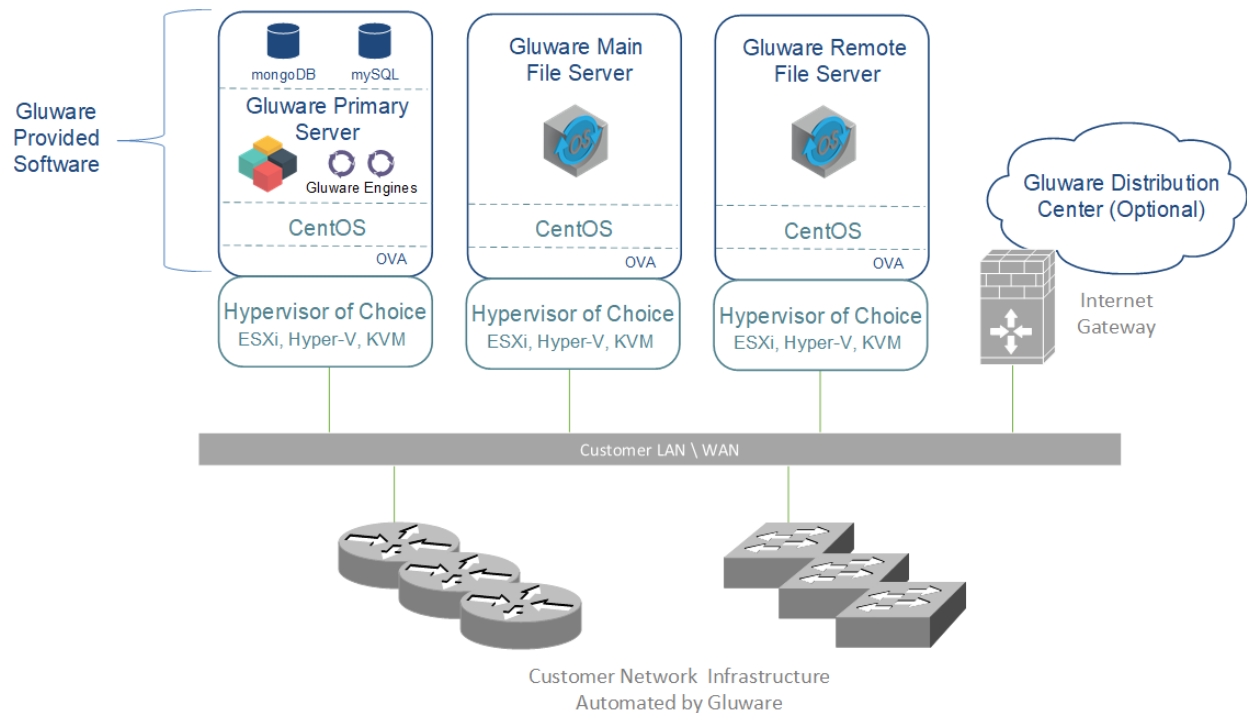 mongoDB
mySQL
Gluware Primary
Server
Gluware Engines
CentOS
OVA
Hypervisor of Choice
ESXi, Hyper-V, KVM
Gluware Main
File Server
OS
CentOS
OVA
Hypervisor of Choice
ESXi, Hyper-V, KVM
Gluware Remote
File Server
OS
CentOS
OVA
Hypervisor of Choice
ESXi, Hyper-V, KVM
Gluware
Provided
Software
Gluware Distribution
Center (Optional)
Internet
Gateway
Customer LAN \ WAN
Customer Network Infrastructure
Automated by Gluware